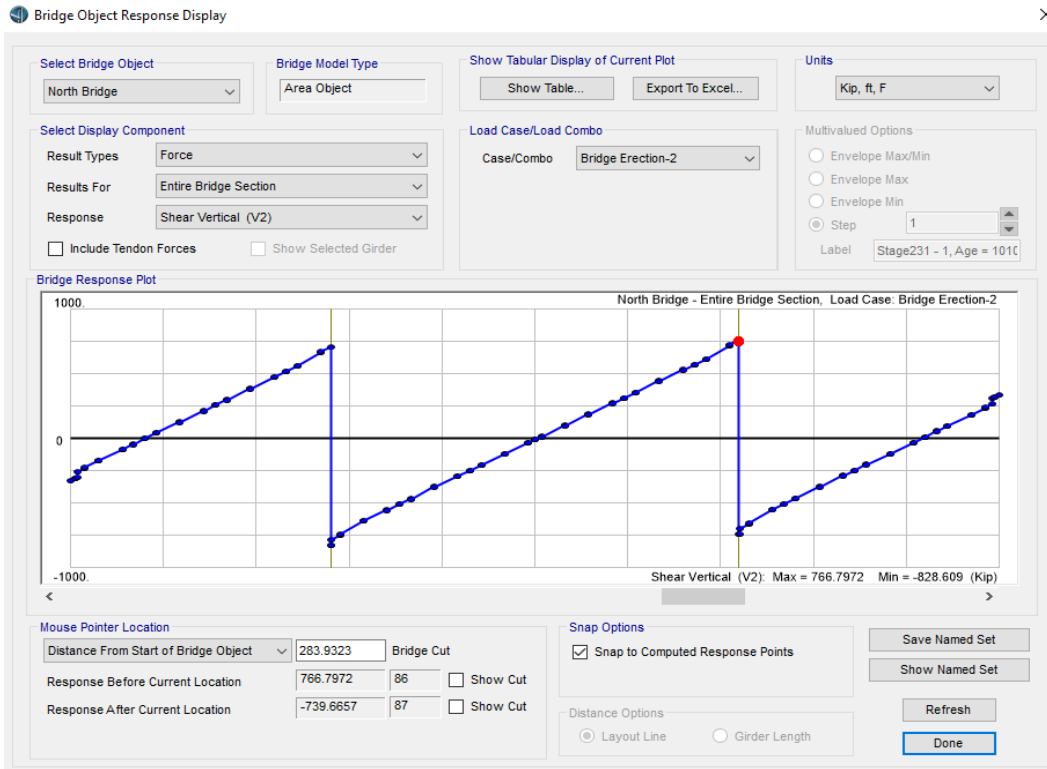 Bridge Object Response Display
Select Bridge Object
North Bridge
Bridge Model Type
Area Object
Show Tabular Display of Current Plot
Show Table...
Export To Excel...
Units
Kip, ft, F
Select Display Component
Result Types
Force
Results For
Entire Bridge Section
Response
Shear Vertical (V2)
Include Tendon Forces
Show Selected Girder
Load Case/Load Combo
Case/Combo
Bridge Erection-2
Multivalued Options
Envelope Max/Min
Envelope Max
Envelope Min
Step
1
Label
Stage231 - 1, Age = 1010
Bridge Response Plot
1000.
North Bridge - Entire Bridge Section, Load Case: Bridge Erection-2
0
-1000.
Shear Vertical (V2): Max = 766.7972 Min = -828.609 (Kip)
Mouse Pointer Location
Distance From Start of Bridge Object
283.9323
Bridge Cut
Response Before Current Location
766.7972
86
Show Cut
Response After Current Location
-739.6657
87
Show Cut
Snap Options
Snap to Computed Response Points
Distance Options
Layout Line
Girder Length
Save Named Set
Show Named Set
Refresh
Done